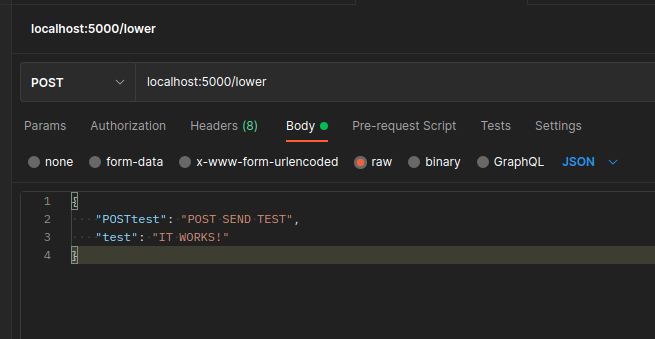 localhost:5000/lower
POST localhost:5000/lower
Params Authorization Headers (8) Body Pre-request Script Tests Settings
none form-data x-www-form-urlencoded raw binary GraphQL JSON
1 {
2 "POSTtest": "POST SEND TEST",
3 "test": "IT WORKS!"
4 }